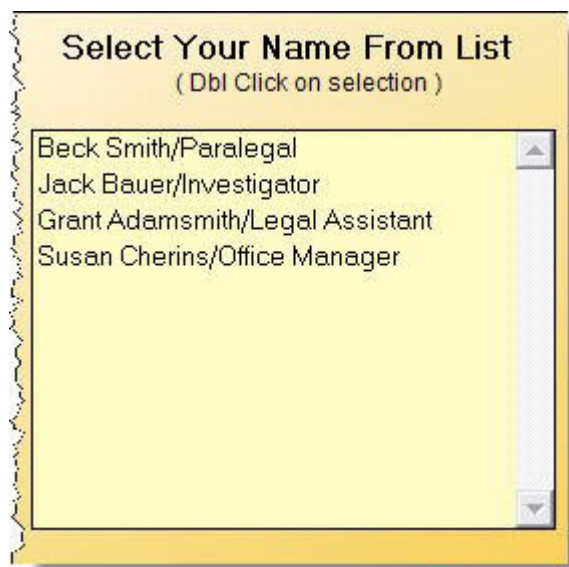 Select Your Name From List
( Dbl Click on selection )
Beck Smith/Paralegal
Jack Bauer/Investigator
Grant Adamsmith/Legal Assistant
Susan Cherins/Office Manager